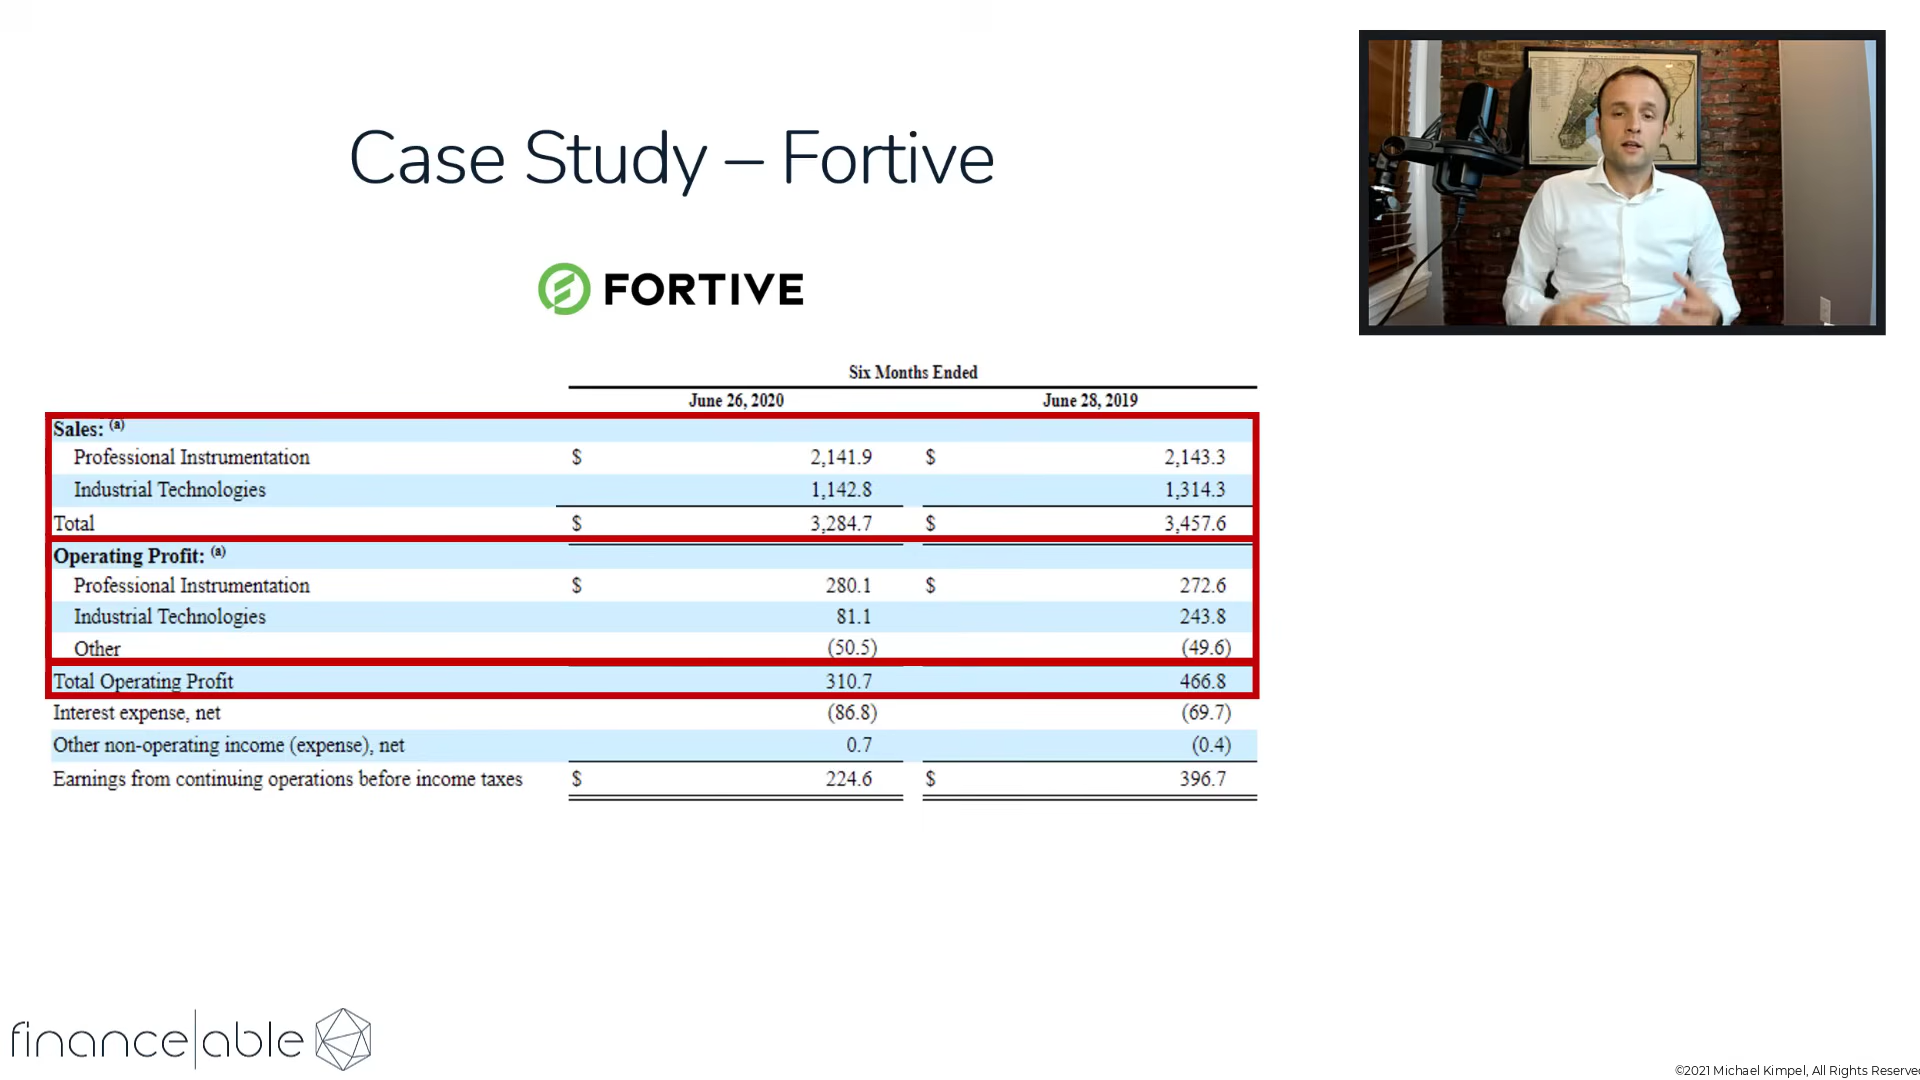 Case Study – Fortive
FORTIVE
Six Months Ended
June 26, 2020 June 28, 2019
Sales: (a)
Professional Instrumentation $ 2,141.9 $ 2,143.3
Industrial Technologies 1,142.8 1,314.3
Total $ 3,284.7 $ 3,457.6
Operating Profit: (a)
Professional Instrumentation $ 280.1 $ 272.6
Industrial Technologies 81.1 243.8
Other (50.5) (49.6)
Total Operating Profit 310.7 466.8
Interest expense, net (86.8) (69.7)
Other non-operating income (expense), net 0.7 (0.4)
Earnings from continuing operations before income taxes $ 224.6 $ 396.7
finance|able
©2021 Michael Kimpel, All Rights Reserve